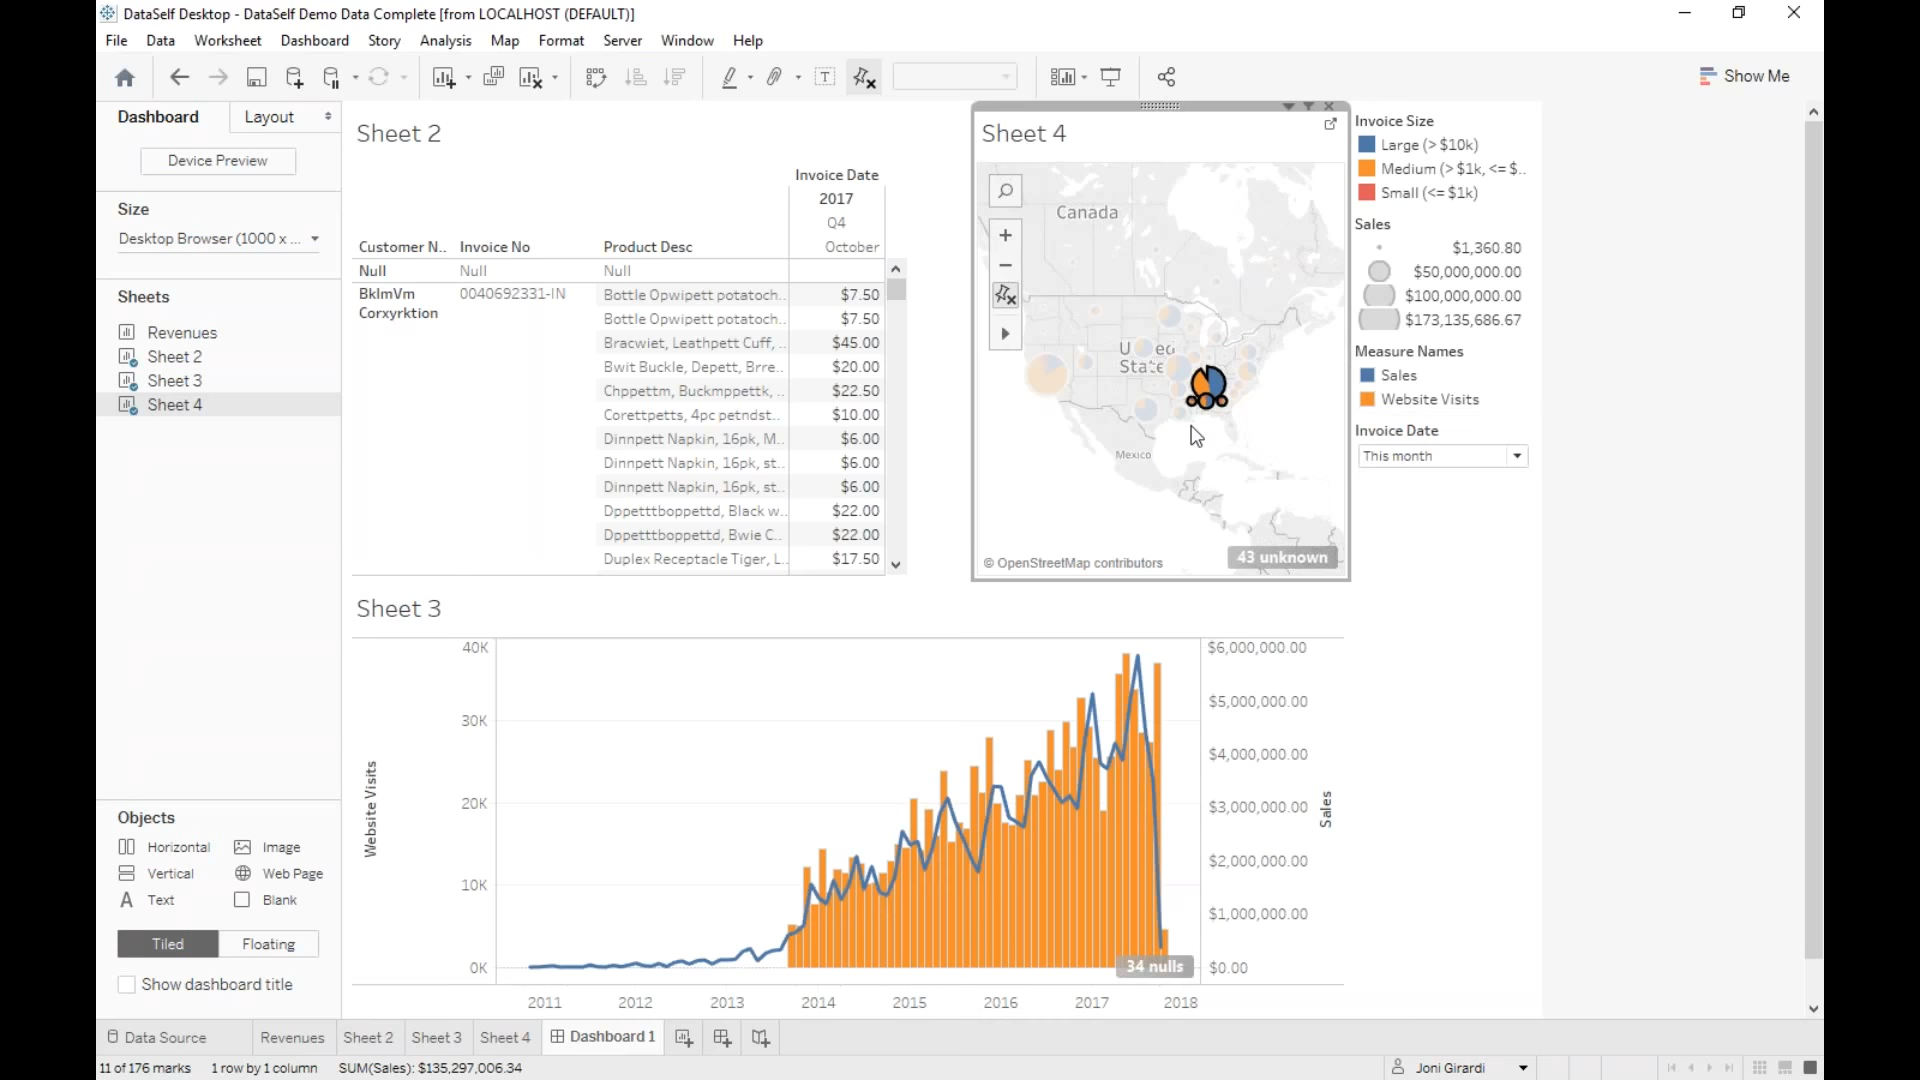 DataSelf Desktop - DataSelf Demo Data Complete [from LOCALHOST (DEFAULT)]
File Data Worksheet Dashboard Story Analysis Map Format Server Window Help
Show Me
Dashboard Layout
Device Preview
Size
Desktop Browser (1000 x ...
Sheets
Revenues
Sheet 2
Sheet 3
Sheet 4
Objects
Horizontal Image
Vertical Web Page
Text Blank
Tiled Floating
Show dashboard title
Sheet 2
Invoice Date
2017
Q4
Customer N.. Invoice No Product Desc October
Null Null Null
BklmVm Corxyrktion 0040692331-IN Bottle Opwipett potatoch.. $7.50
Bottle Opwipett potatoch.. $7.50
Bracwiet, Leathpett Cuff, .. $45.00
Bwit Buckle, Depett, Brre.. $20.00
Chppettm, Buckmppettk, .. $22.50
Corettpetts, 4pc petndst.. $10.00
Dinnpett Napkin, 16pk, M.. $6.00
Dinnpett Napkin, 16pk, st.. $6.00
Dinnpett Napkin, 16pk, st.. $6.00
Dppetttboppettd, Black w.. $22.00
Dppetttboppettd, Bwie C.. $22.00
Duplex Receptacle Tiger, L.. $17.50
Sheet 4
Canada
United
States
Mexico
© OpenStreetMap contributors
43 unknown
Invoice Size
Large (> $10k)
Medium (> $1k, <= $..
Small (<= $1k)
Sales
$1,360.80
$50,000,000.00
$100,000,000.00
$173,135,686.67
Measure Names
Sales
Website Visits
Invoice Date
This month
Sheet 3
Website Visits
40K
30K
20K
10K
0K
$6,000,000.00
$5,000,000.00
$4,000,000.00
$3,000,000.00
$2,000,000.00
$1,000,000.00
$0.00
Sales
34 nulls
2011 2012 2013 2014 2015 2016 2017 2018
Data Source Revenues Sheet 2 Sheet 3 Sheet 4 Dashboard 1
11 of 176 marks 1 row by 1 column SUM(Sales): $135,297,006.34
Joni Girardi